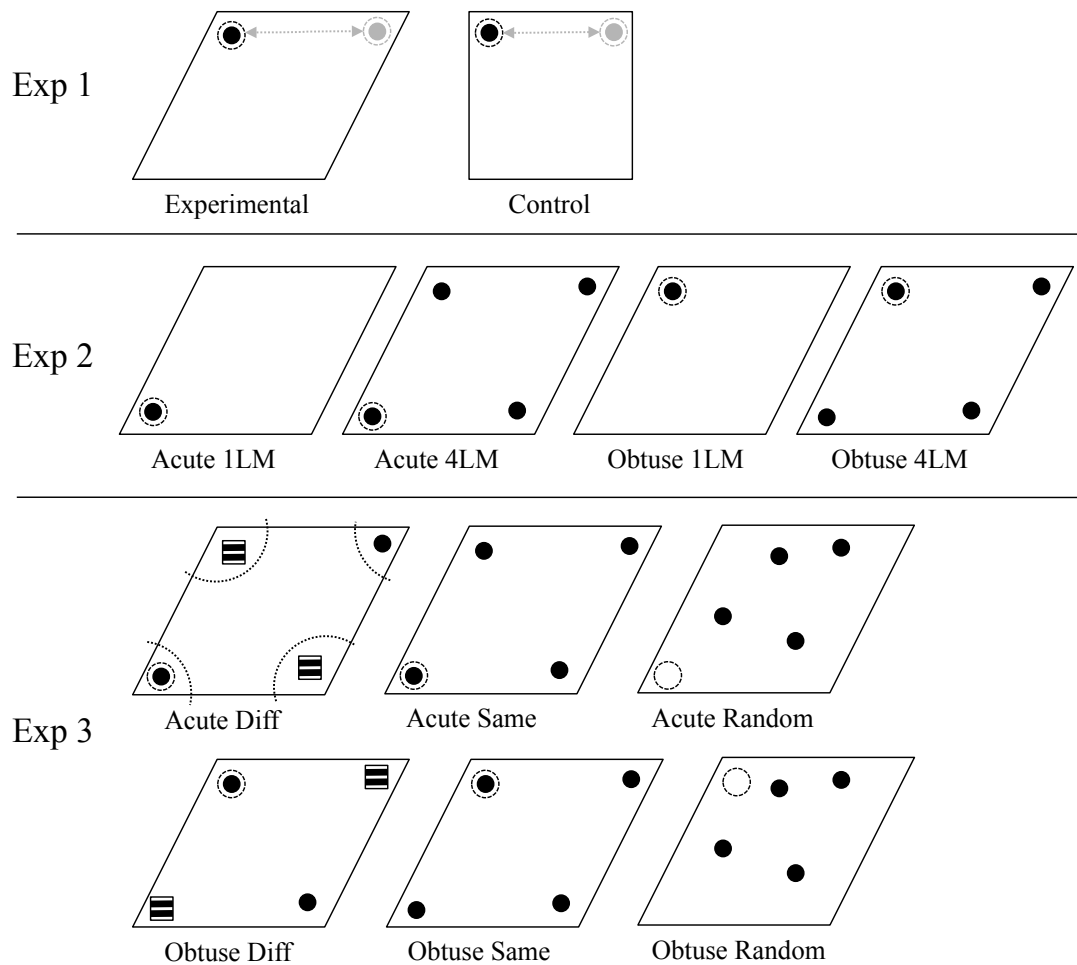 Exp 1
Experimental
Control
Exp 2
Acute 1LM
Acute 4LM
Obtuse 1LM
Obtuse 4LM
Exp 3
Acute Diff
Acute Same
Acute Random
Obtuse Diff
Obtuse Same
Obtuse Random